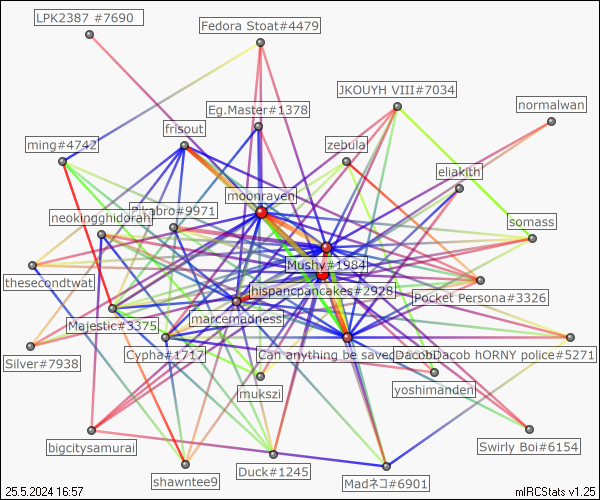 LPK2387 #7690
Fedora Stoat#4479
JKOUYH VIII#7034
normalwan
Eg.Master#1378
frisout
ming#4742
zebula
eliakith
moonraven
neokingghidorah
#9971
somass
Mushy#1984
thesecondtwat
hispancpancakes#2928
Pocket Persona#3326
Majestic#3375
marcemadness
Silver#7938
Cypha#1717
Can anything be saved
Dacob hORNY police#5271
mukszi
yoshimanden
bigcitysamurai
Swirly Boi#6154
shawntee9
Duck#1245
Madネコ#6901
25.5.2024 16:57
mIRCStats v1.25